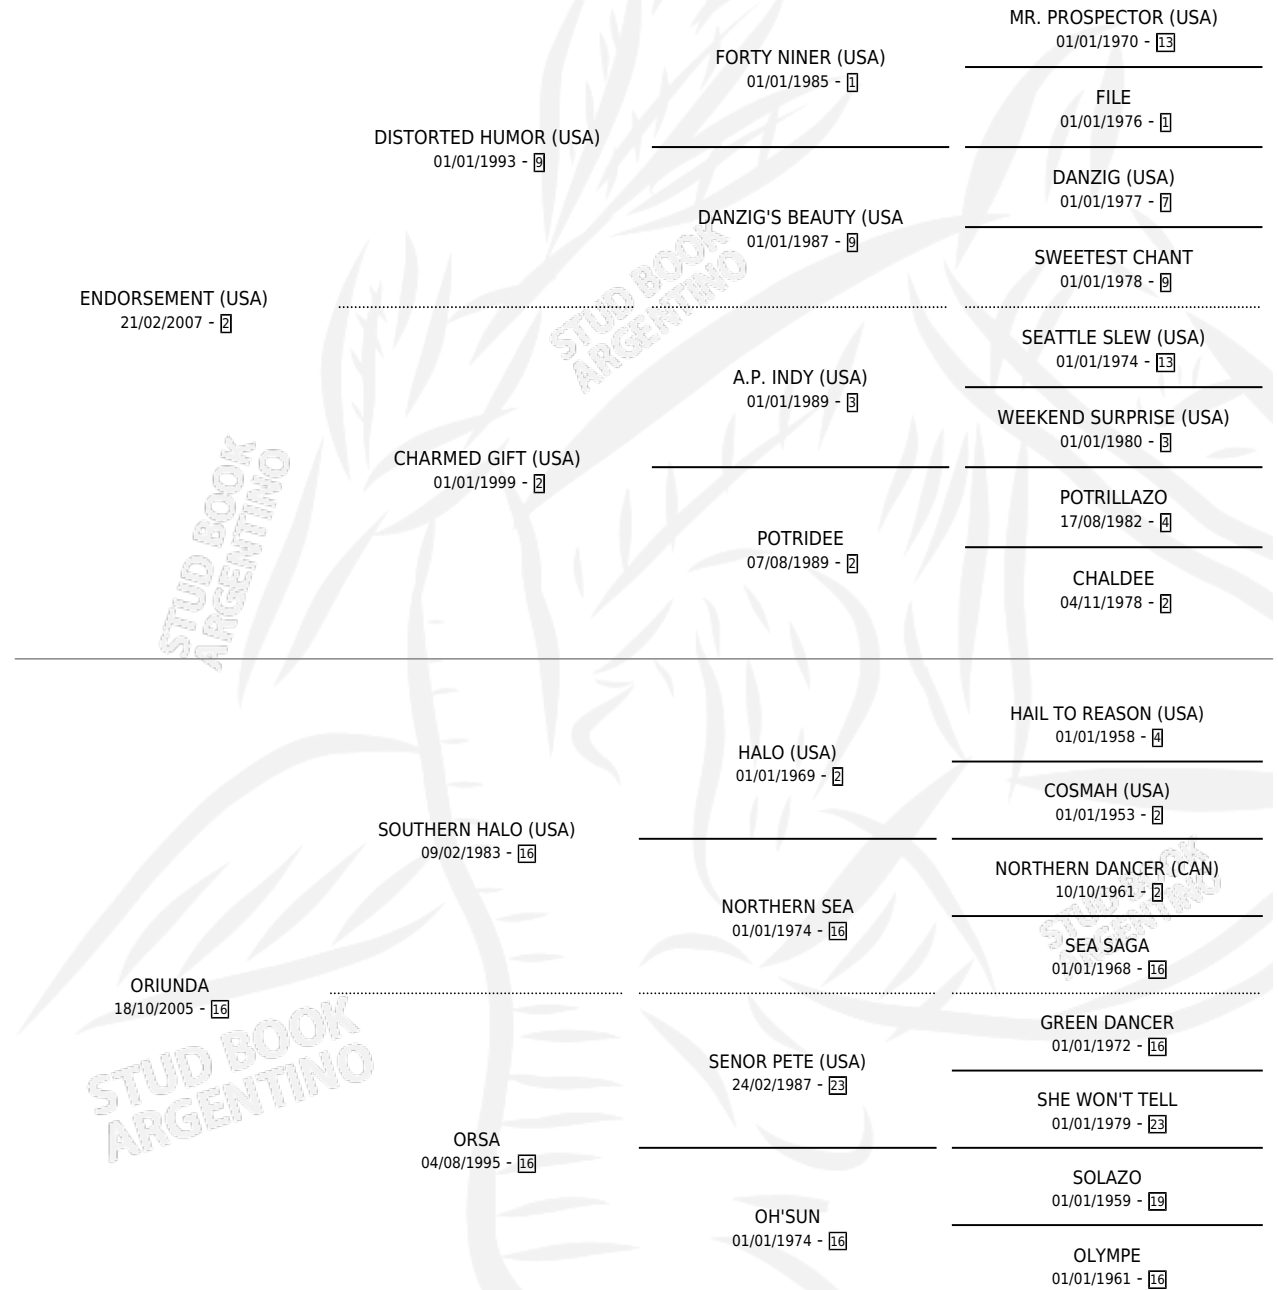 MR. PROSPECTOR (USA)
01/01/1970 - 13
FORTY NINER (USA)
01/01/1985 - 1
FILE
01/01/1976 - 1
DISTORTED HUMOR (USA)
01/01/1993 - 9
DANZIG (USA)
01/01/1977 - 7
DANZIG'S BEAUTY (USA
01/01/1987 - 9
SWEETEST CHANT
01/01/1978 - 9
ENDORSEMENT (USA)
21/02/2007 - 2
SEATTLE SLEW (USA)
01/01/1974 - 13
A.P. INDY (USA)
01/01/1989 - 3
WEEKEND SURPRISE (USA)
01/01/1980 - 3
CHARMED GIFT (USA)
01/01/1999 - 2
POTRILLAZO
17/08/1982 - 4
POTRIDEE
07/08/1989 - 2
CHALDEE
04/11/1978 - 2
HAIL TO REASON (USA)
01/01/1958 - 4
HALO (USA)
01/01/1969 - 2
COSMAH (USA)
01/01/1953 - 2
SOUTHERN HALO (USA)
09/02/1983 - 16
NORTHERN DANCER (CAN)
10/10/1961 - 2
NORTHERN SEA
01/01/1974 - 16
SEA SAGA
01/01/1968 - 16
ORIUNDA
18/10/2005 - 16
GREEN DANCER
01/01/1972 - 16
SENOR PETE (USA)
24/02/1987 - 23
SHE WON'T TELL
01/01/1979 - 23
ORSA
04/08/1995 - 16
SOLAZO
01/01/1959 - 19
OH'SUN
01/01/1974 - 16
OLYMPE
01/01/1961 - 16
STUD BOOK
ARGENTINO
STUD BOOK
ARGENTINO
STUD BOOK
ARGENTINO
STUD BOOK
ARGENTINO